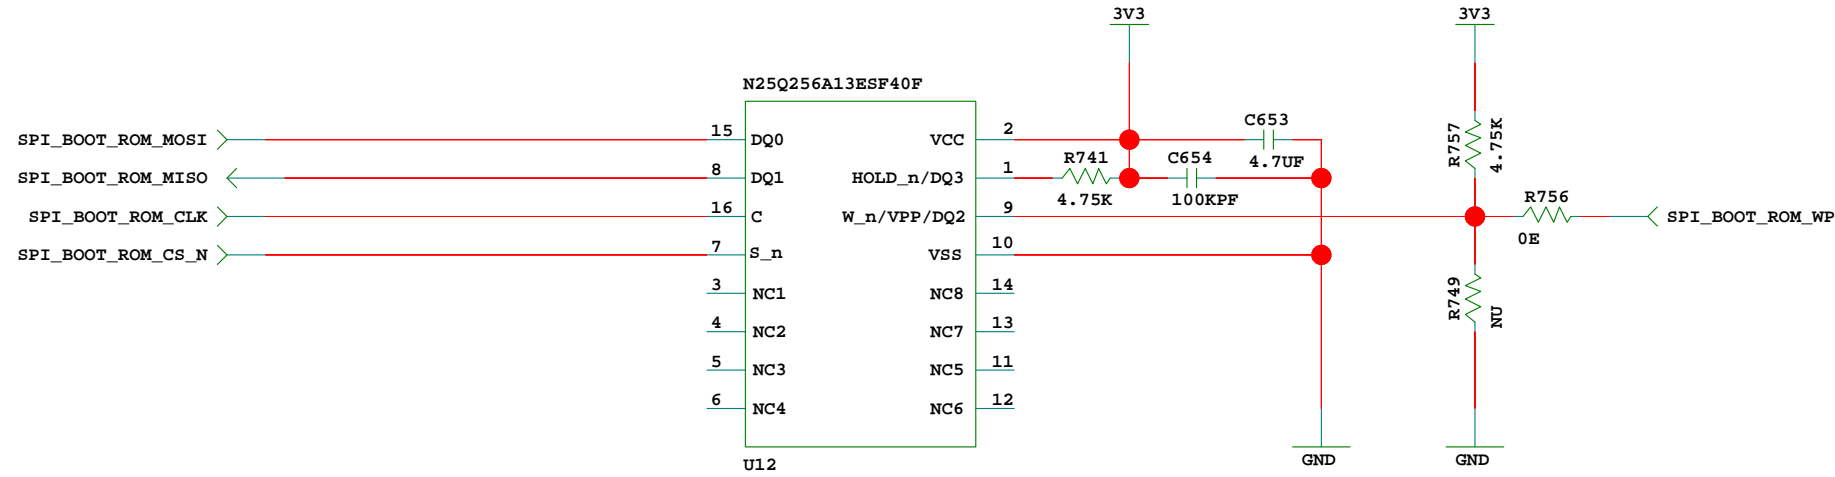 3V3
3V3
N25Q256A13ESF40F
SPI_BOOT_ROM_MOSI
15
DQ0
VCC
2
C653
4.7UF
R757
4.75K
SPI_BOOT_ROM_MISO
8
DQ1
HOLD_n/DQ3
1
R741
4.75K
C654
100KPF
SPI_BOOT_ROM_CLK
16
C
W_n/VPP/DQ2
9
R756
0E
SPI_BOOT_ROM_WP
SPI_BOOT_ROM_CS_N
7
S_n
VSS
10
3
NC1
NC8
14
R749
NU
4
NC2
NC7
13
5
NC3
NC5
11
6
NC4
NC6
12
U12
GND
GND